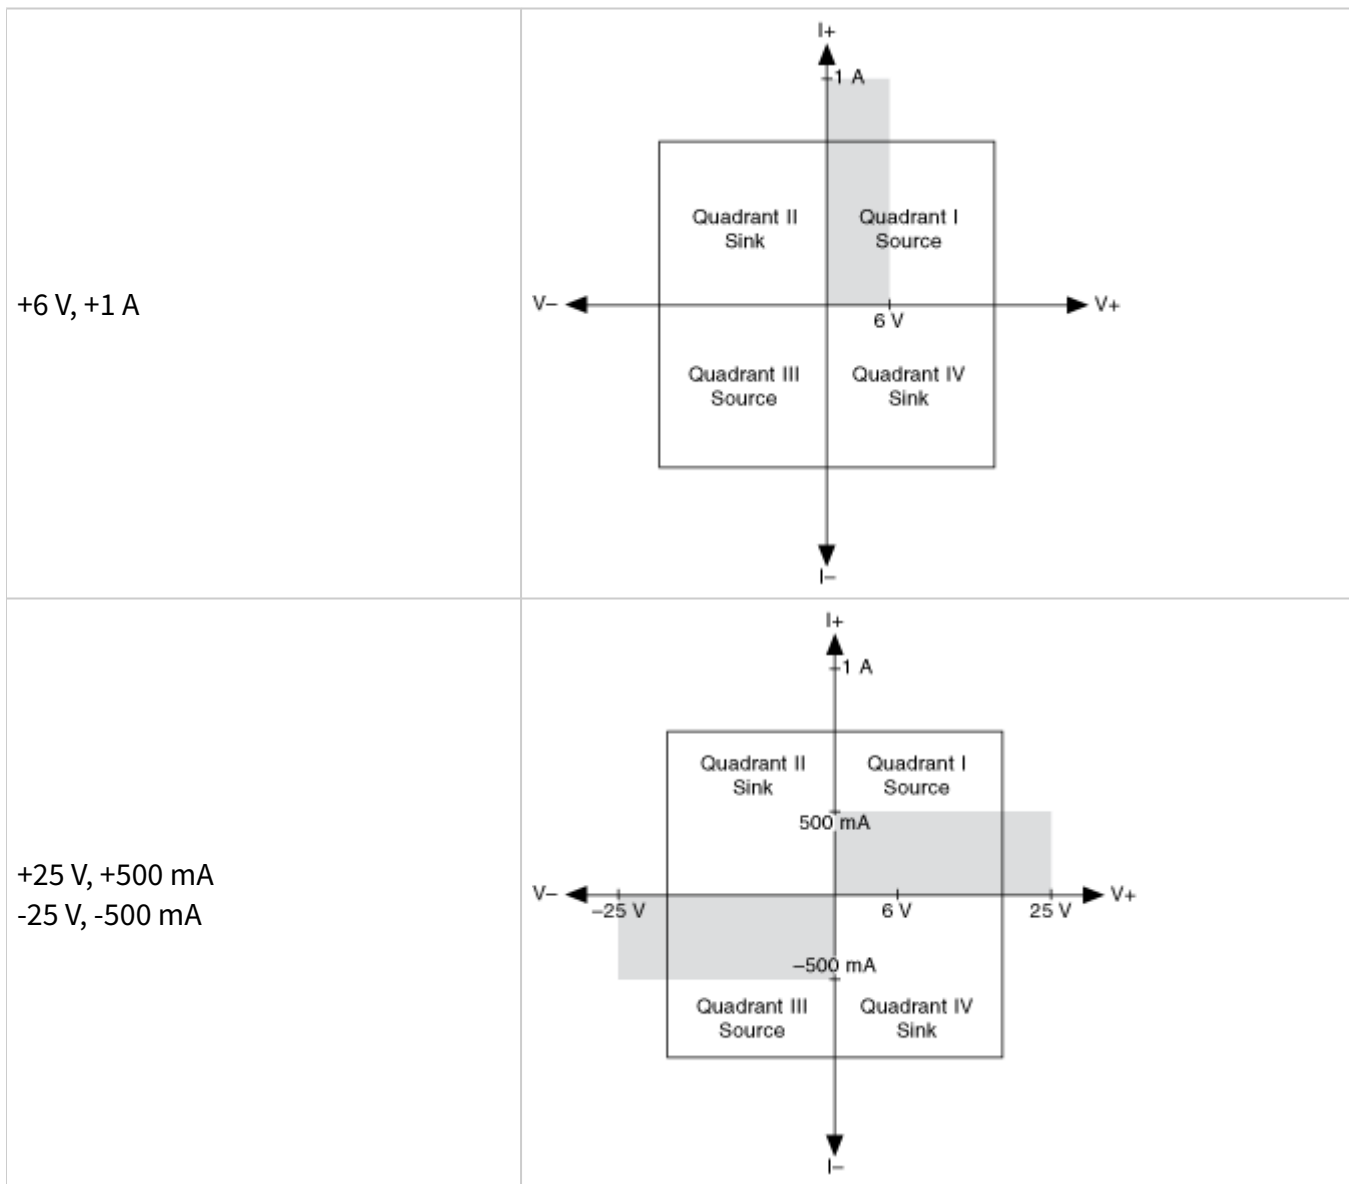 +6 V, +1 A
I+
1 A
Quadrant II
Sink
Quadrant I
Source
V–
V+
6 V
Quadrant III
Source
Quadrant IV
Sink
I–
+25 V, +500 mA
-25 V, -500 mA
I+
1 A
Quadrant II
Sink
Quadrant I
Source
500 mA
V–
V+
–25 V
6 V
25 V
–500 mA
Quadrant III
Source
Quadrant IV
Sink
I–